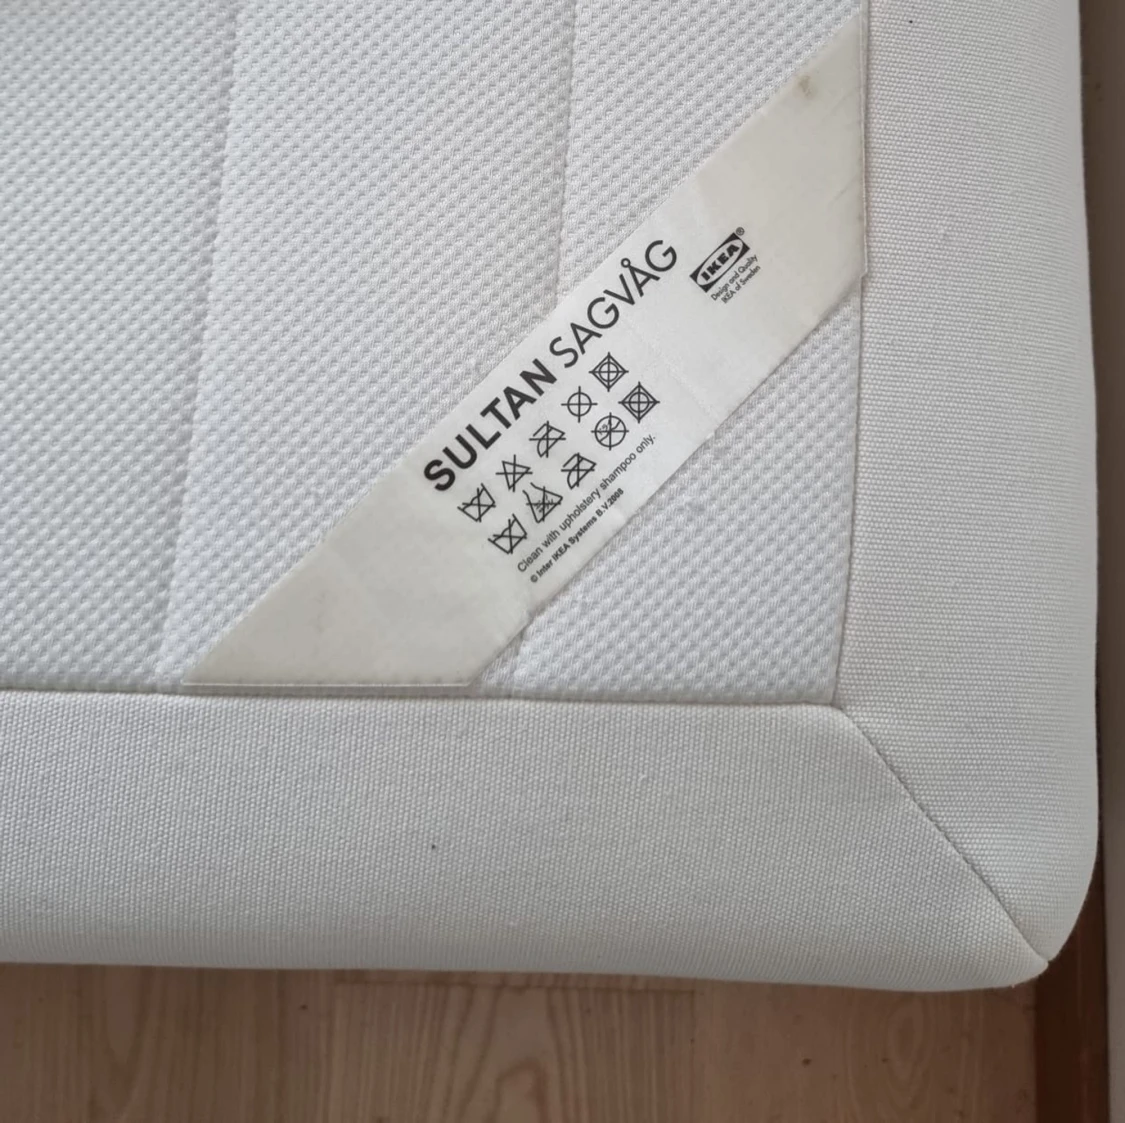 SULTAN SAGVÅG
IKEA®
Design and Quality
IKEA of Sweden
Clean with upholstery shampoo only.
© Inter IKEA Systems B.V.2008